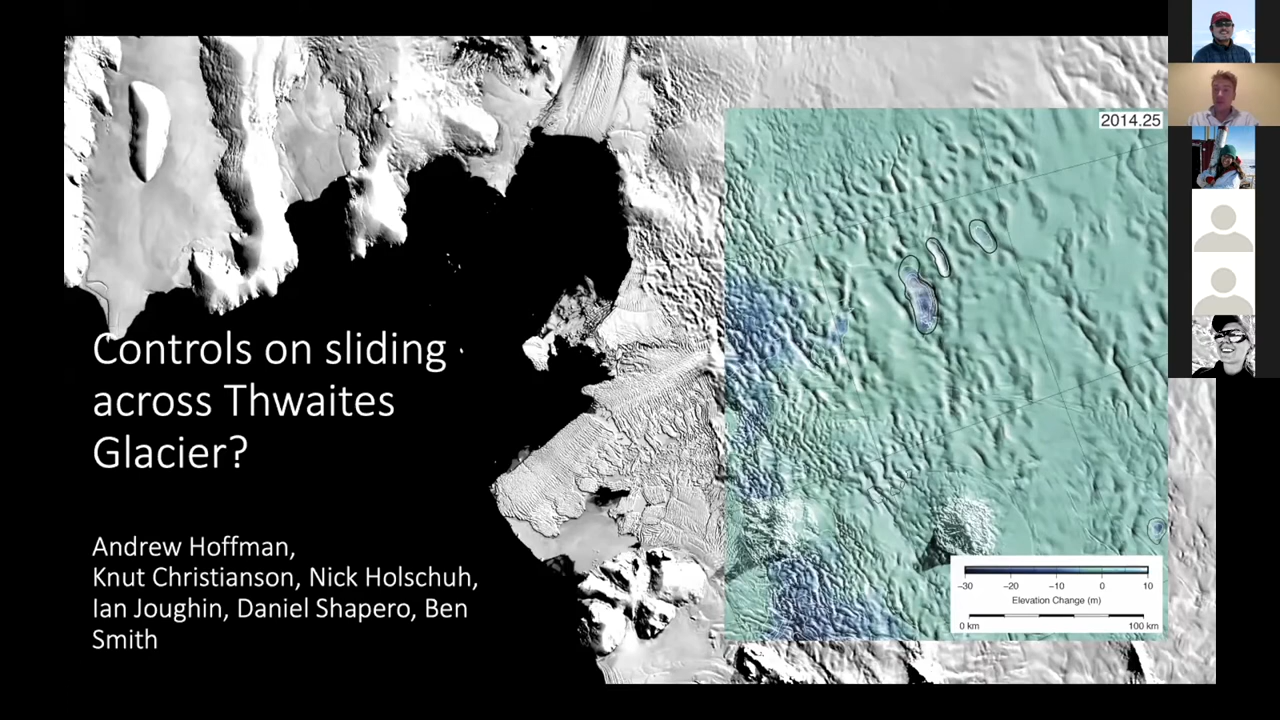 2014.25
Controls on sliding
across Thwaites
Glacier?
Andrew Hoffman,
Knut Christianson, Nick Holschuh,
Ian Joughin, Daniel Shapero, Ben
Smith
−30 −20 −10 0 10
Elevation Change (m)
0 km 100 km